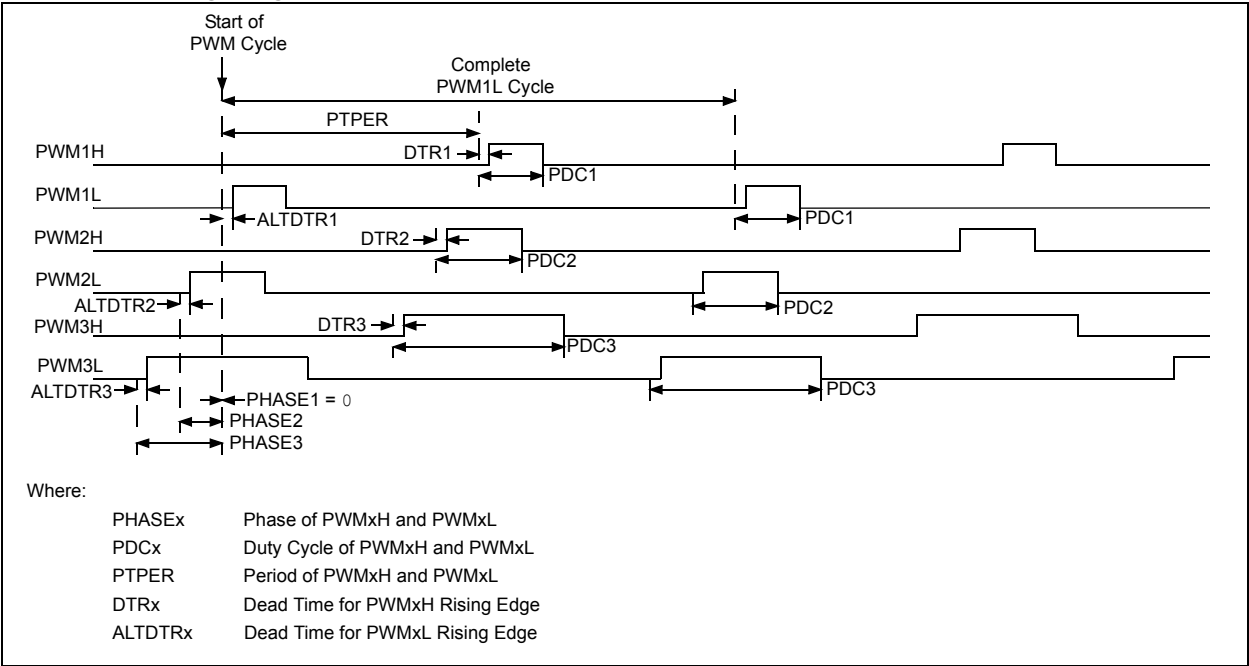 Start of
PWM Cycle
Complete
PWM1L Cycle
PTPER
PWM1H
DTR1
PDC1
PWM1L
ALTDTR1
PDC1
PWM2H
DTR2
PDC2
PWM2L
ALTDTR2
PDC2
PWM3H
DTR3
PDC3
PWM3L
ALTDTR3
PDC3
PHASE1 = 0
PHASE2
PHASE3
Where:
PHASEx Phase of PWMxH and PWMxL
PDCx Duty Cycle of PWMxH and PWMxL
PTPER Period of PWMxH and PWMxL
DTRx Dead Time for PWMxH Rising Edge
ALTDTRx Dead Time for PWMxL Rising Edge